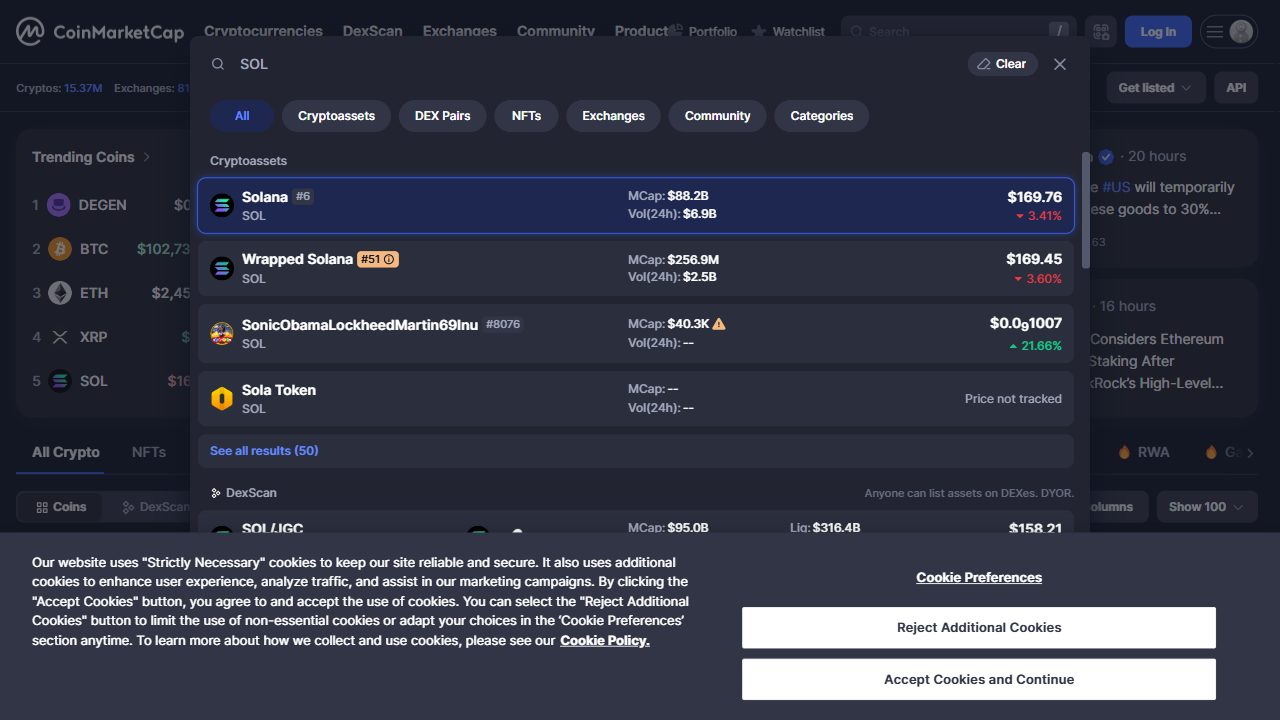 CoinMarketCap
Cryptocurrencies DexScan Exchanges Community Product Portfolio Watchlist Search / Log In
Cryptos: 15.37M Exchanges: 81
Get listed API
SOL Clear
All Cryptoassets DEX Pairs NFTs Exchanges Community Categories
Cryptoassets
Solana #6 MCap: $88.2B $169.76
SOL Vol(24h): $6.9B 3.41%
Wrapped Solana #51 MCap: $256.9M $169.45
SOL Vol(24h): $2.5B 3.60%
SonicObamaLockheedMartin69Inu #8076 MCap: $40.3K $0.0₉1007
SOL Vol(24h): -- 21.66%
Sola Token MCap: -- Price not tracked
SOL Vol(24h): --
See all results (50)
DexScan Anyone can list assets on DEXes. DYOR.
SOL/JGC MCap: $95.0B Liq: $316.4B $158.21
Trending Coins
1 DEGEN $0
2 BTC $102,73
3 ETH $2,45
4 XRP $
5 SOL $16
· 20 hours
#US will temporarily
goods to 30%...
63
· 16 hours
Considers Ethereum
Staking After
High-Level...
All Crypto NFTs RWA
Coins DexScan Show 100
Our website uses "Strictly Necessary" cookies to keep our site reliable and secure. It also uses additional
cookies to enhance user experience, analyze traffic, and assist in our marketing campaigns. By clicking the
"Accept Cookies" button, you agree to and accept the use of cookies. You can select the "Reject Additional
Cookies" button to limit the use of non-essential cookies or adapt your choices in the ‘Cookie Preferences’
section anytime. To learn more about how we collect and use cookies, please see our Cookie Policy.
Cookie Preferences
Reject Additional Cookies
Accept Cookies and Continue